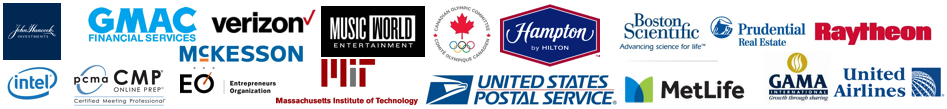 John Hancock
INVESTMENTS
GMAC
FINANCIAL SERVICES
verizon
MCKESSON
MUSIC WORLD
ENTERTAINMENT
CANADIAN OLYMPIC COMMITTEE
COMITÉ OLYMPIQUE CANADIEN
Hampton
by HILTON
Boston
Scientific
Advancing science for life™
Prudential
Real Estate
Raytheon
intel
pcma CMP
ONLINE PREP
Certified Meeting Professional
EO Entrepreneurs
Organization
MIT
Massachusetts Institute of Technology
UNITED STATES
POSTAL SERVICE
MetLife
GAMA
INTERNATIONAL
Growth through sharing
United
Airlines